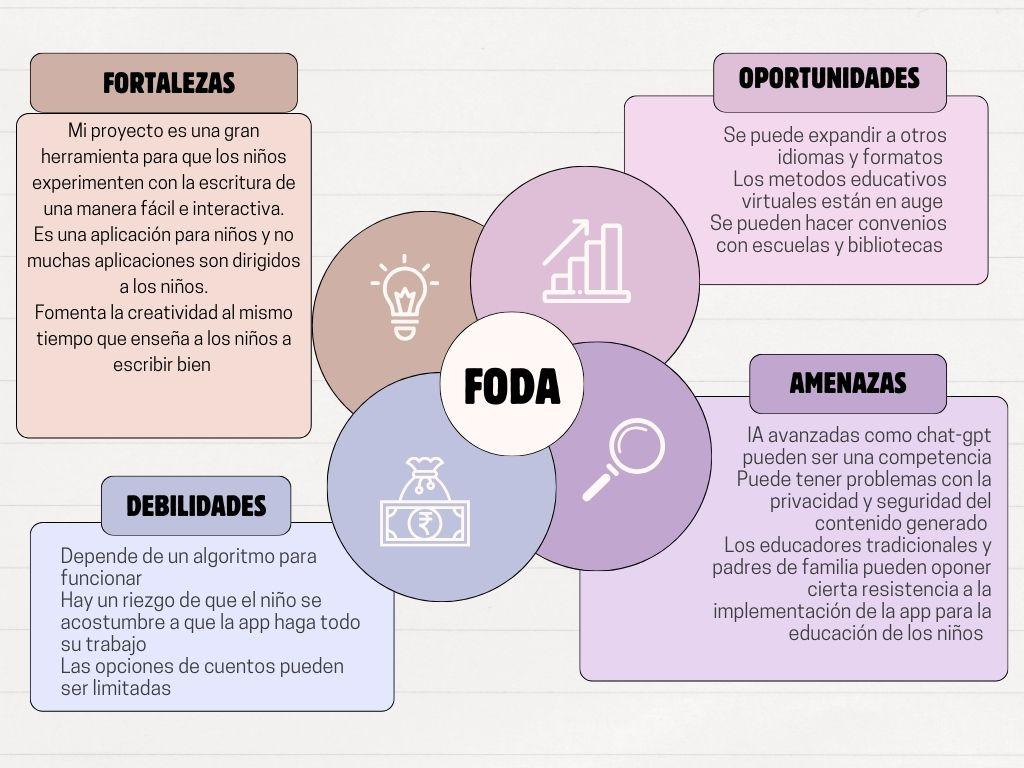 FORTALEZAS
Mi proyecto es una gran
herramienta para que los niños
experimenten con la escritura de
una manera fácil e interactiva.
Es una aplicación para niños y no
muchas aplicaciones son dirigidos
a los niños.
Fomenta la creatividad al mismo
tiempo que enseña a los niños a
escribir bien
OPORTUNIDADES
Se puede expandir a otros
idiomas y formatos
Los metodos educativos
virtuales están en auge
Se pueden hacer convenios
con escuelas y bibliotecas
FODA
DEBILIDADES
Depende de un algoritmo para
funcionar
Hay un riezgo de que el niño se
acostumbre a que la app haga todo
su trabajo
Las opciones de cuentos pueden
ser limitadas
₹
AMENAZAS
IA avanzadas como chat-gpt
pueden ser una competencia
Puede tener problemas con la
privacidad y seguridad del
contenido generado
Los educadores tradicionales y
padres de familia pueden oponer
cierta resistencia a la
implementación de la app para la
educación de los niños